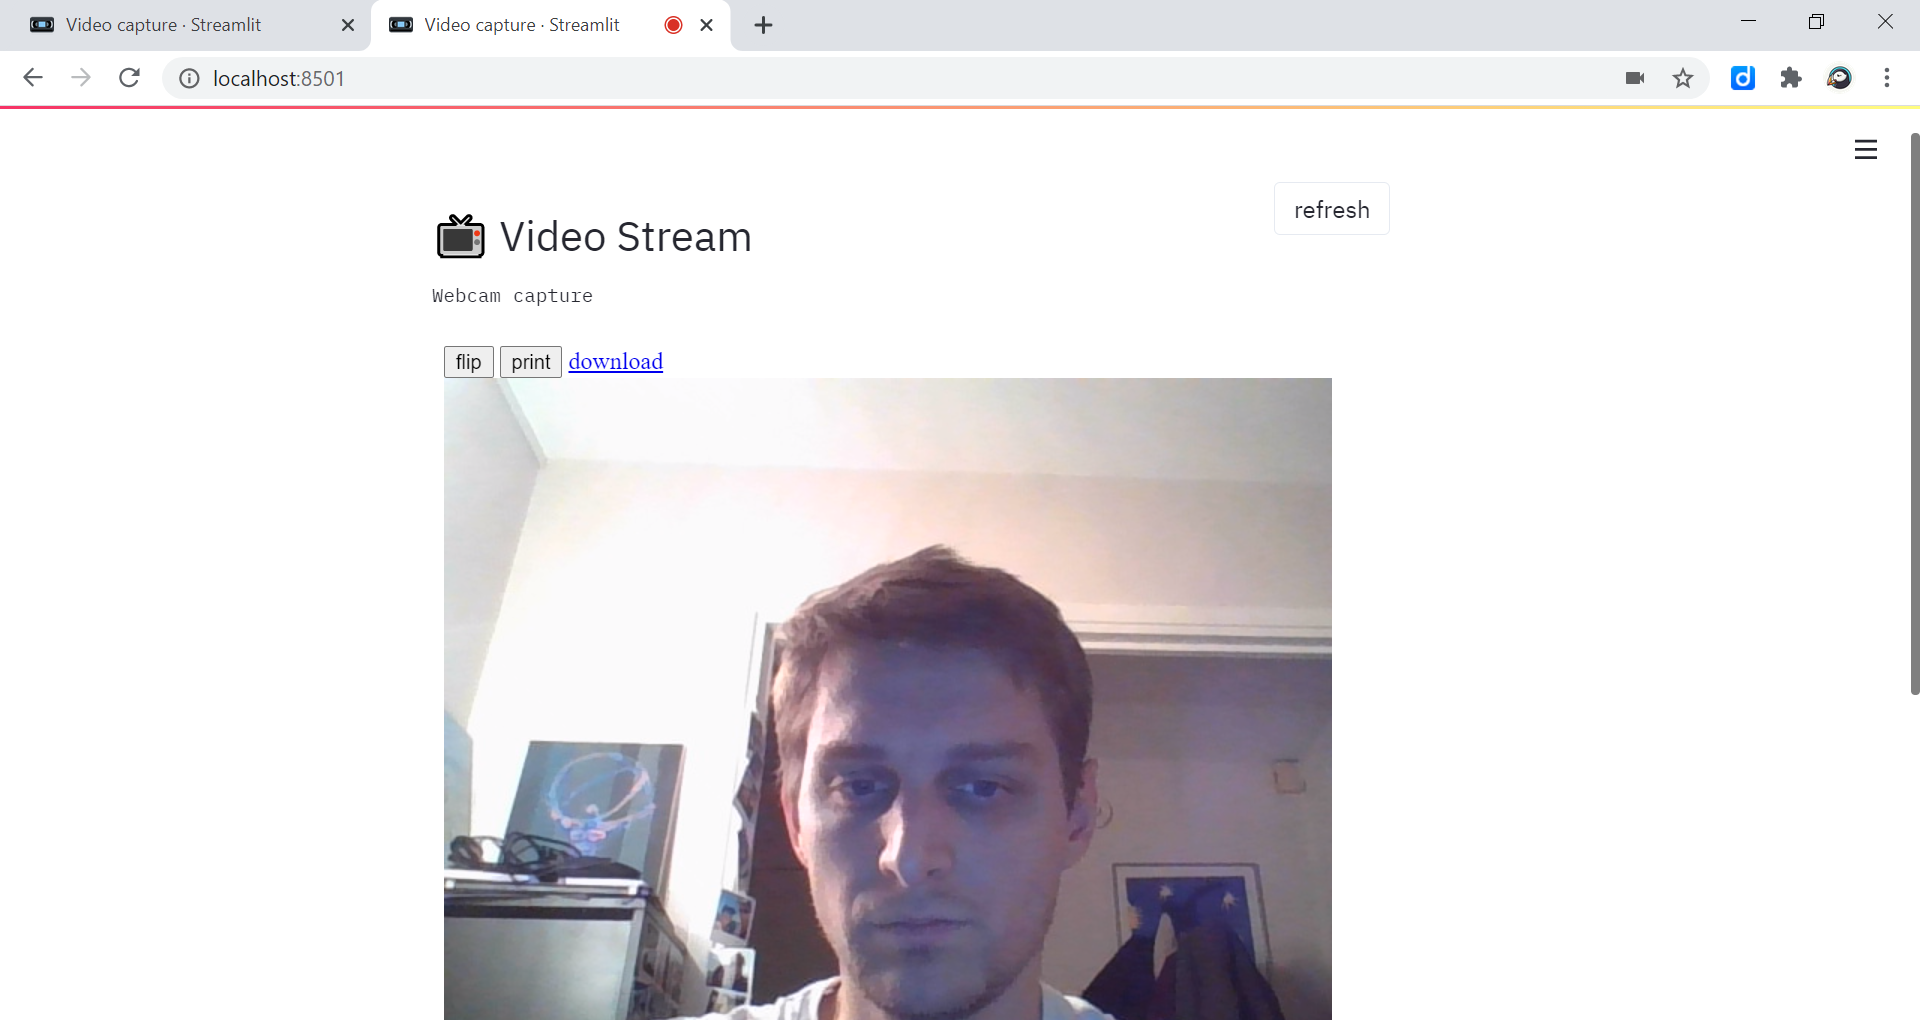 Video capture · Streamlit
Video capture · Streamlit
localhost:8501
refresh
📺 Video Stream
Webcam capture
flip print download